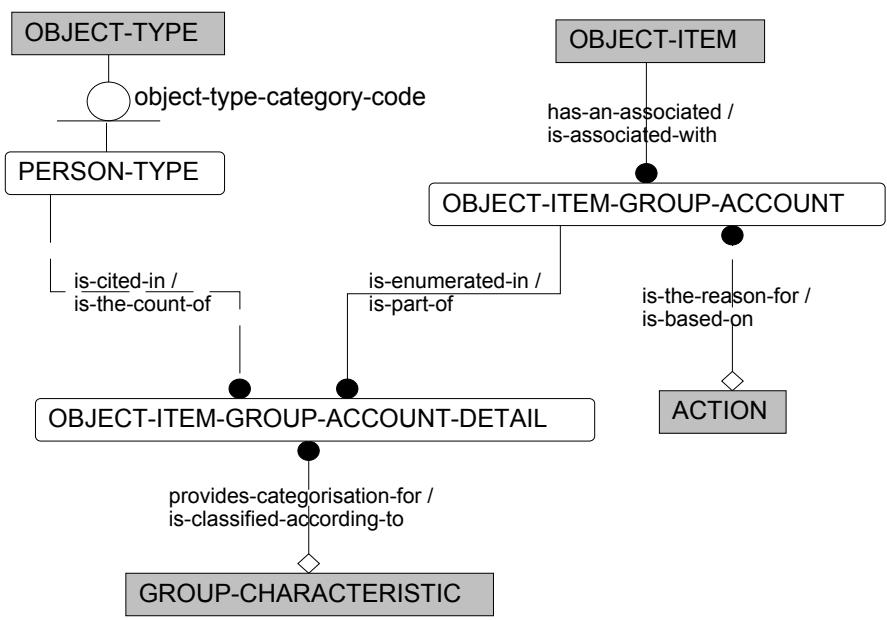 OBJECT-TYPE
OBJECT-ITEM
object-type-category-code
has-an-associated /
is-associated-with
PERSON-TYPE
OBJECT-ITEM-GROUP-ACCOUNT
is-cited-in /
is-the-count-of
is-enumerated-in /
is-part-of
is-the-reason-for /
is-based-on
OBJECT-ITEM-GROUP-ACCOUNT-DETAIL
ACTION
provides-categorisation-for /
is-classified-according-to
GROUP-CHARACTERISTIC